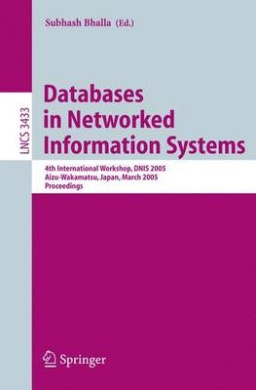 Subhash Bhalla (Ed.)
LNCS 3433
Databases
in Networked
Information Systems
4th International Workshop, DNIS 2005
Aizu-Wakamatsu, Japan, March 2005
Proceedings
Springer